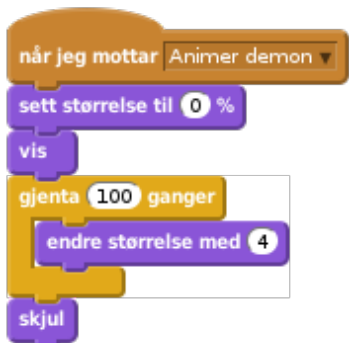 når jeg mottar Animer demon
sett størrelse til 0 %
vis
gjenta 100 ganger
endre størrelse med 4
skjul